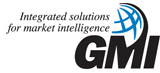 Integrated solutions
for market intelligence
GMI